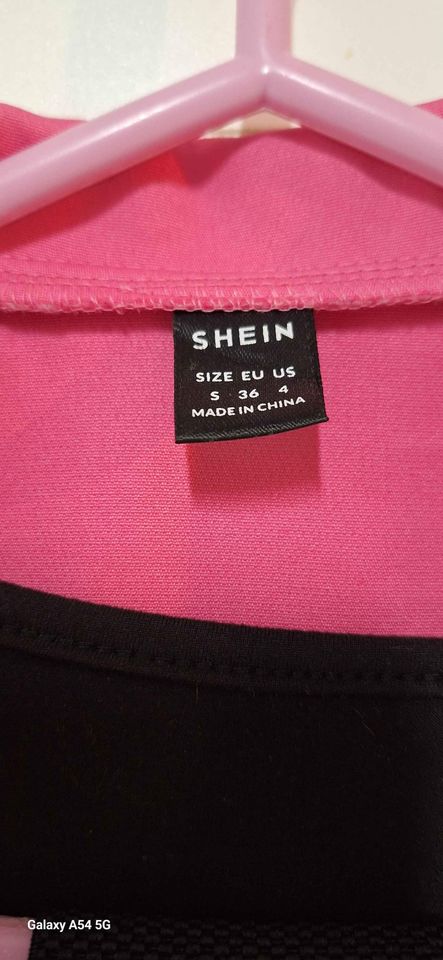 SHEIN
SIZE EU US
S 36 4
MADE IN CHINA
Galaxy A54 5G